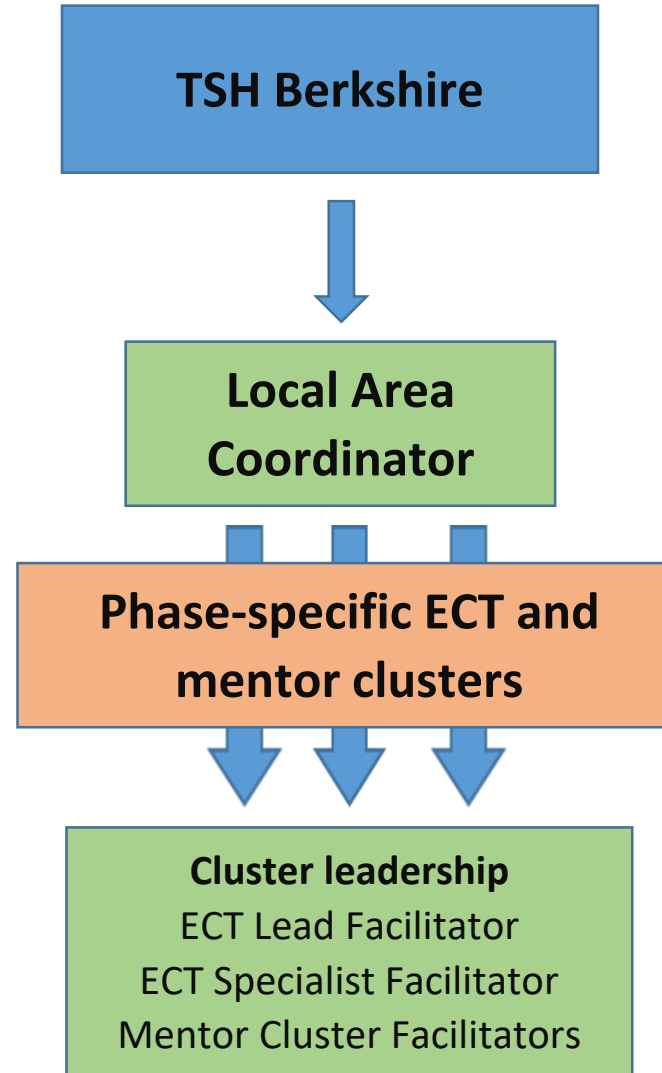 TSH Berkshire
Local Area
Coordinator
Phase-specific ECT and
mentor clusters
Cluster leadership
ECT Lead Facilitator
ECT Specialist Facilitator
Mentor Cluster Facilitators